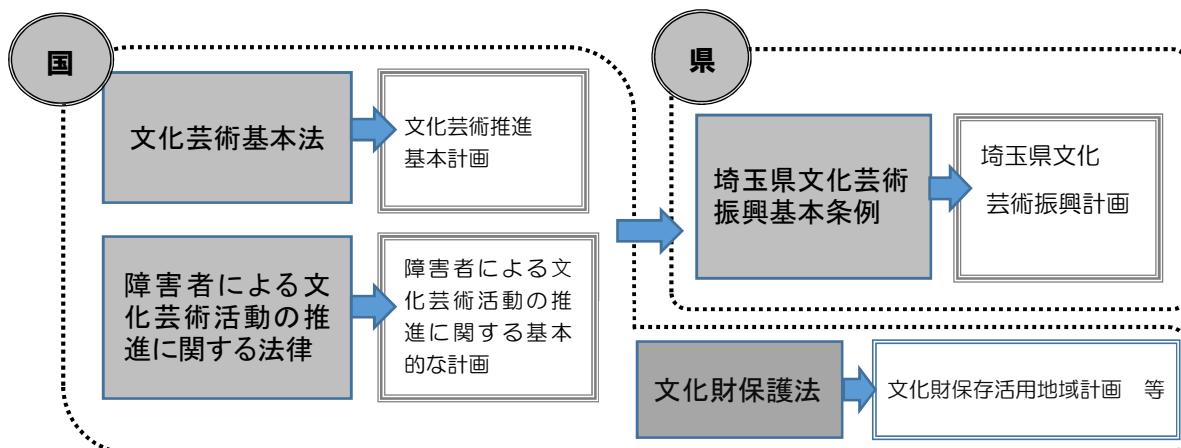 国
文化芸術基本法
文化芸術推進
基本計画
障害者による文
化芸術活動の推
進に関する法律
障害者による文
化芸術活動の推
進に関する基本
的な計画
県
埼玉県文化芸術
振興基本条例
埼玉県文化
芸術振興計画
文化財保護法
文化財保存活用地域計画　等